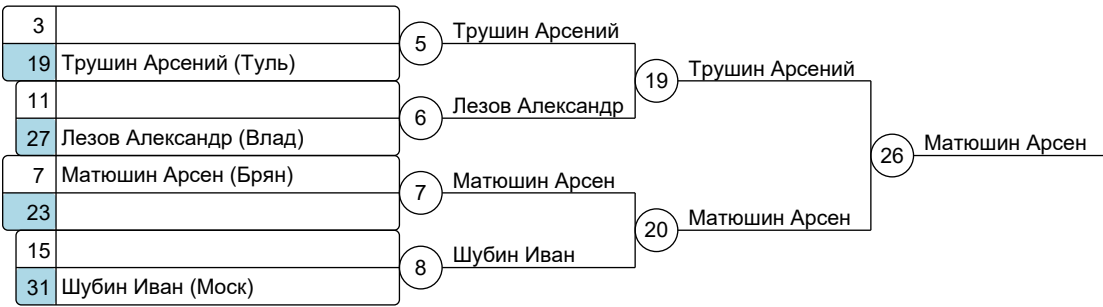 3
5
Трушин Арсений
19 Трушин Арсений (Туль)
19
Трушин Арсений
11
6
Лезов Александр
27 Лезов Александр (Влад)
26
Матюшин Арсен
7 Матюшин Арсен (Брян)
7
Матюшин Арсен
23
20
Матюшин Арсен
15
8
Шубин Иван
31 Шубин Иван (Моск)